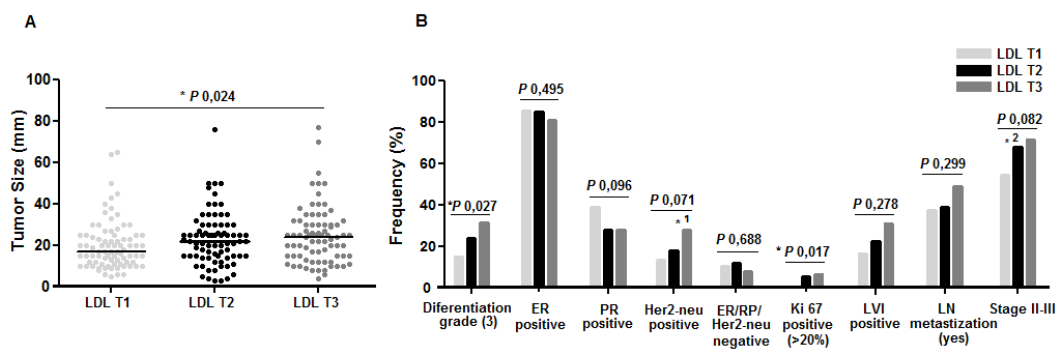 A
B
LDL T1
LDL T2
LDL T3
Tumor Size (mm)
100
80
60
40
20
0
* P 0,024
LDL T1
LDL T2
LDL T3
Frequency (%)
100
80
60
40
20
0
*P 0,027
P 0,495
P 0,096
P 0,071
* 1
P 0,688
* P 0,017
P 0,278
P 0,299
P 0,082
* 2
Diferentiation
grade (3)
ER
positive
PR
positive
Her2-neu
positive
ER/RP/
Her2-neu
negative
Ki 67
positive
(>20%)
LVI
positive
LN
metastization
(yes)
Stage II-III